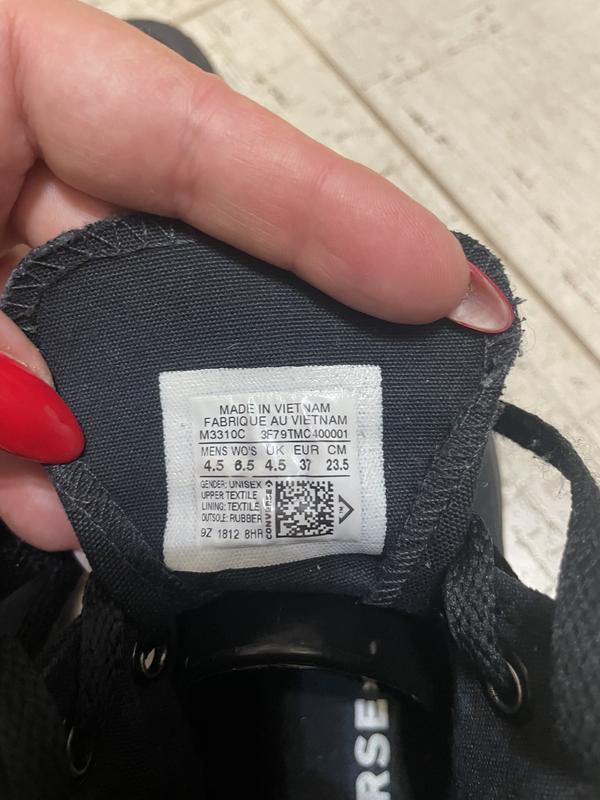 MADE IN VIETNAM
FABRIQUE AU VIETNAM
M3310C 3F79TMC400001
MENS WO'S UK EUR CM
4.5 6.5 4.5 37 23.5
GENDER: UNISEX
UPPER TEXTILE
LINING: TEXTILE
OUTSOLE: RUBBER
9Z 1812 8HR
CONVERSE
RSE